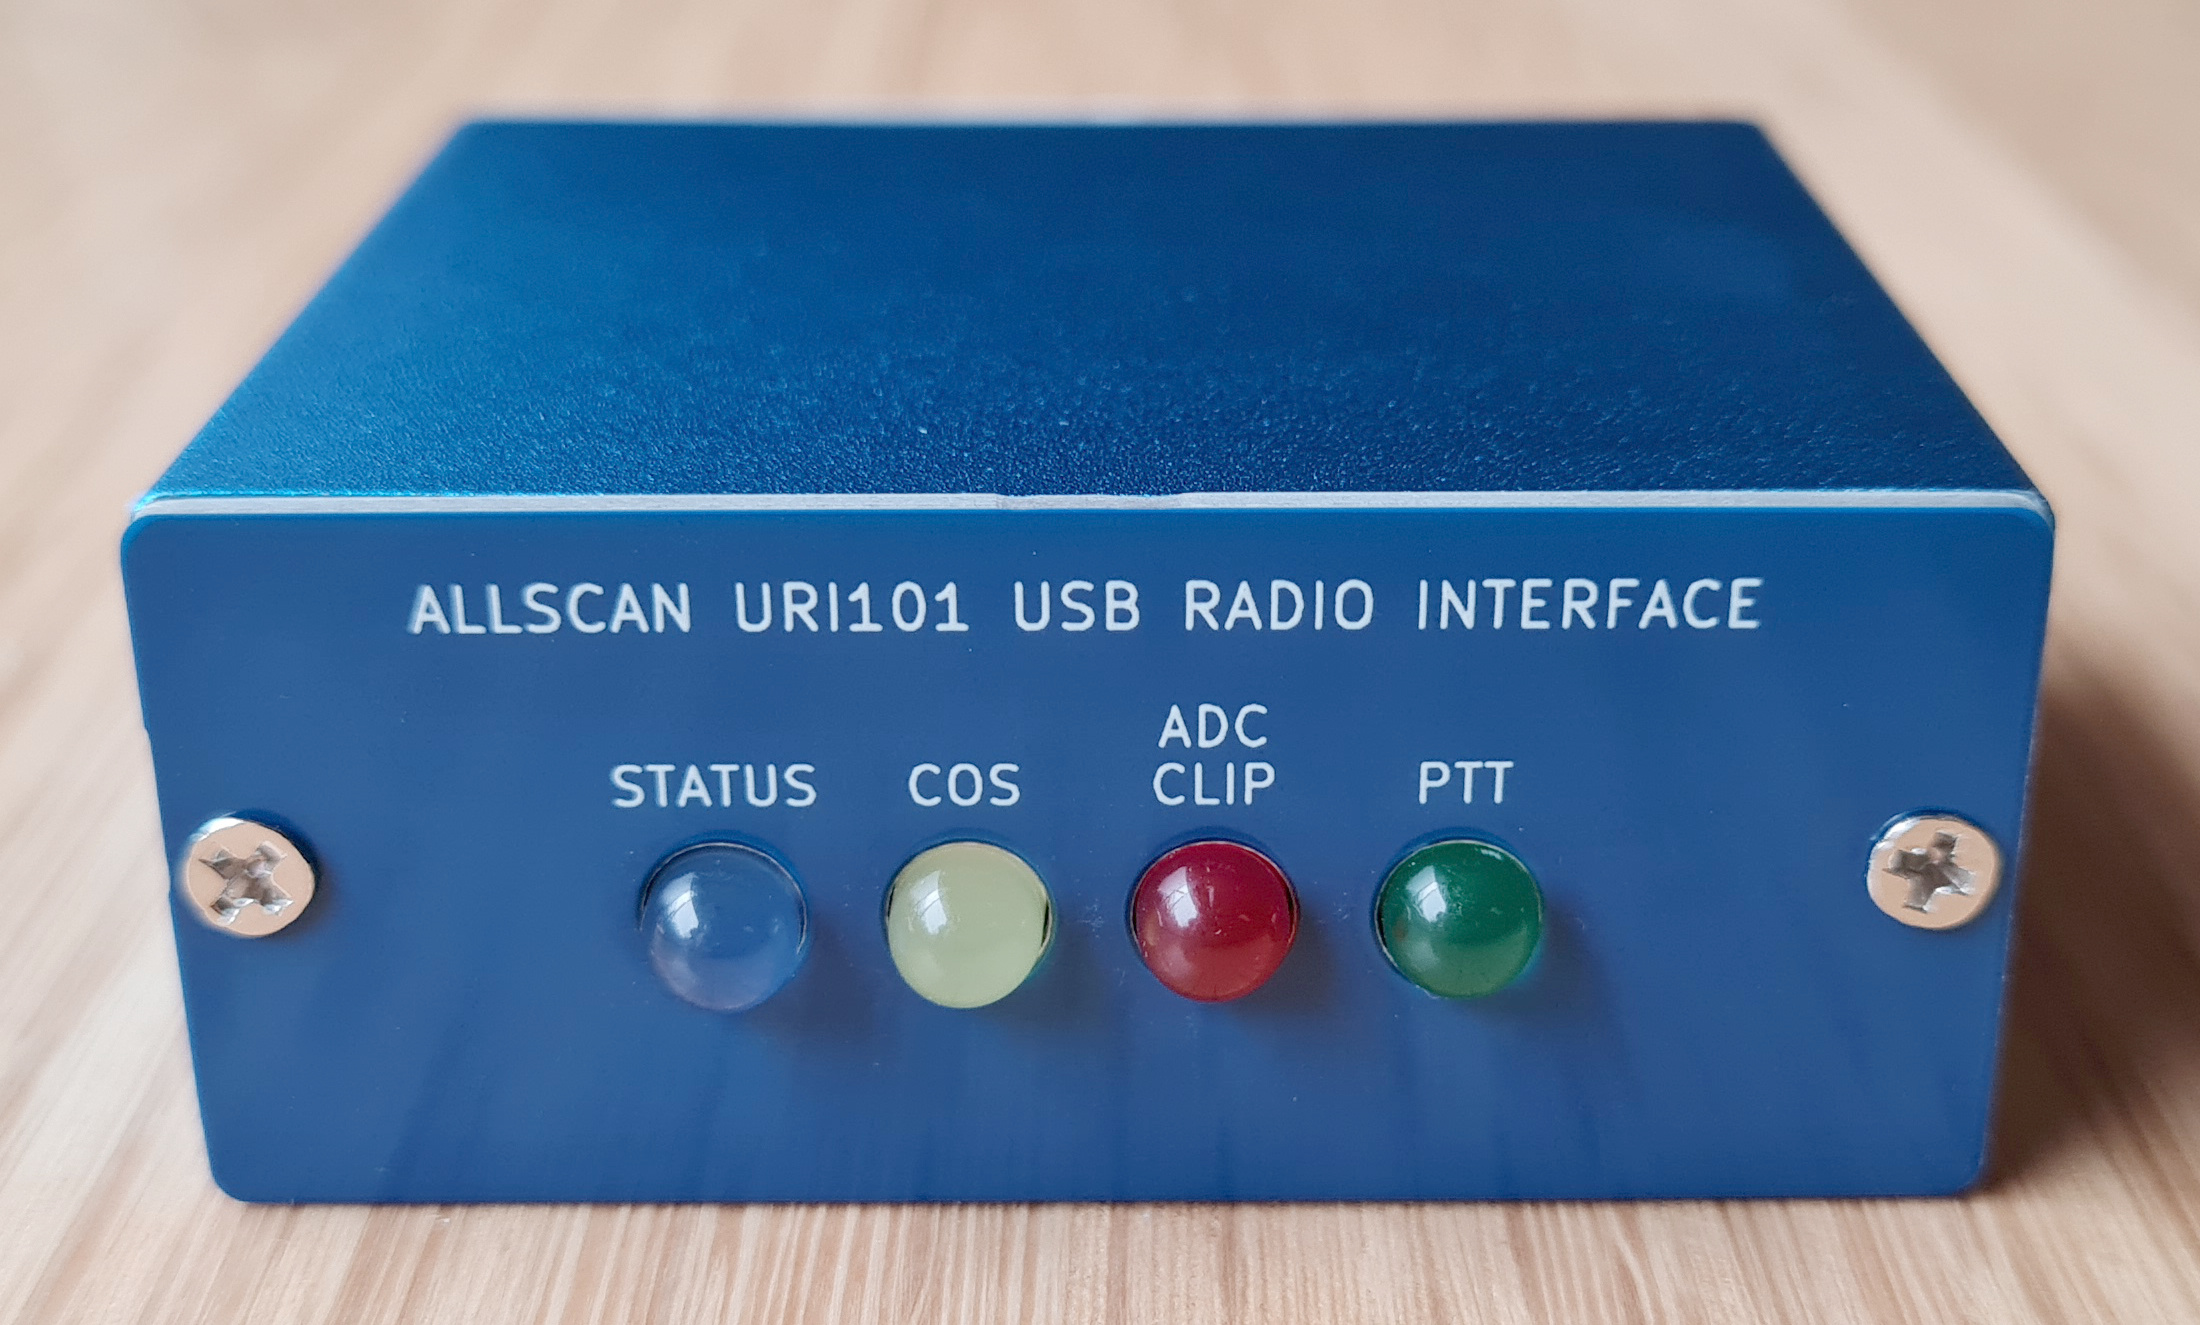 ALLSCAN URI101 USB RADIO INTERFACE
STATUS COS ADC CLIP PTT